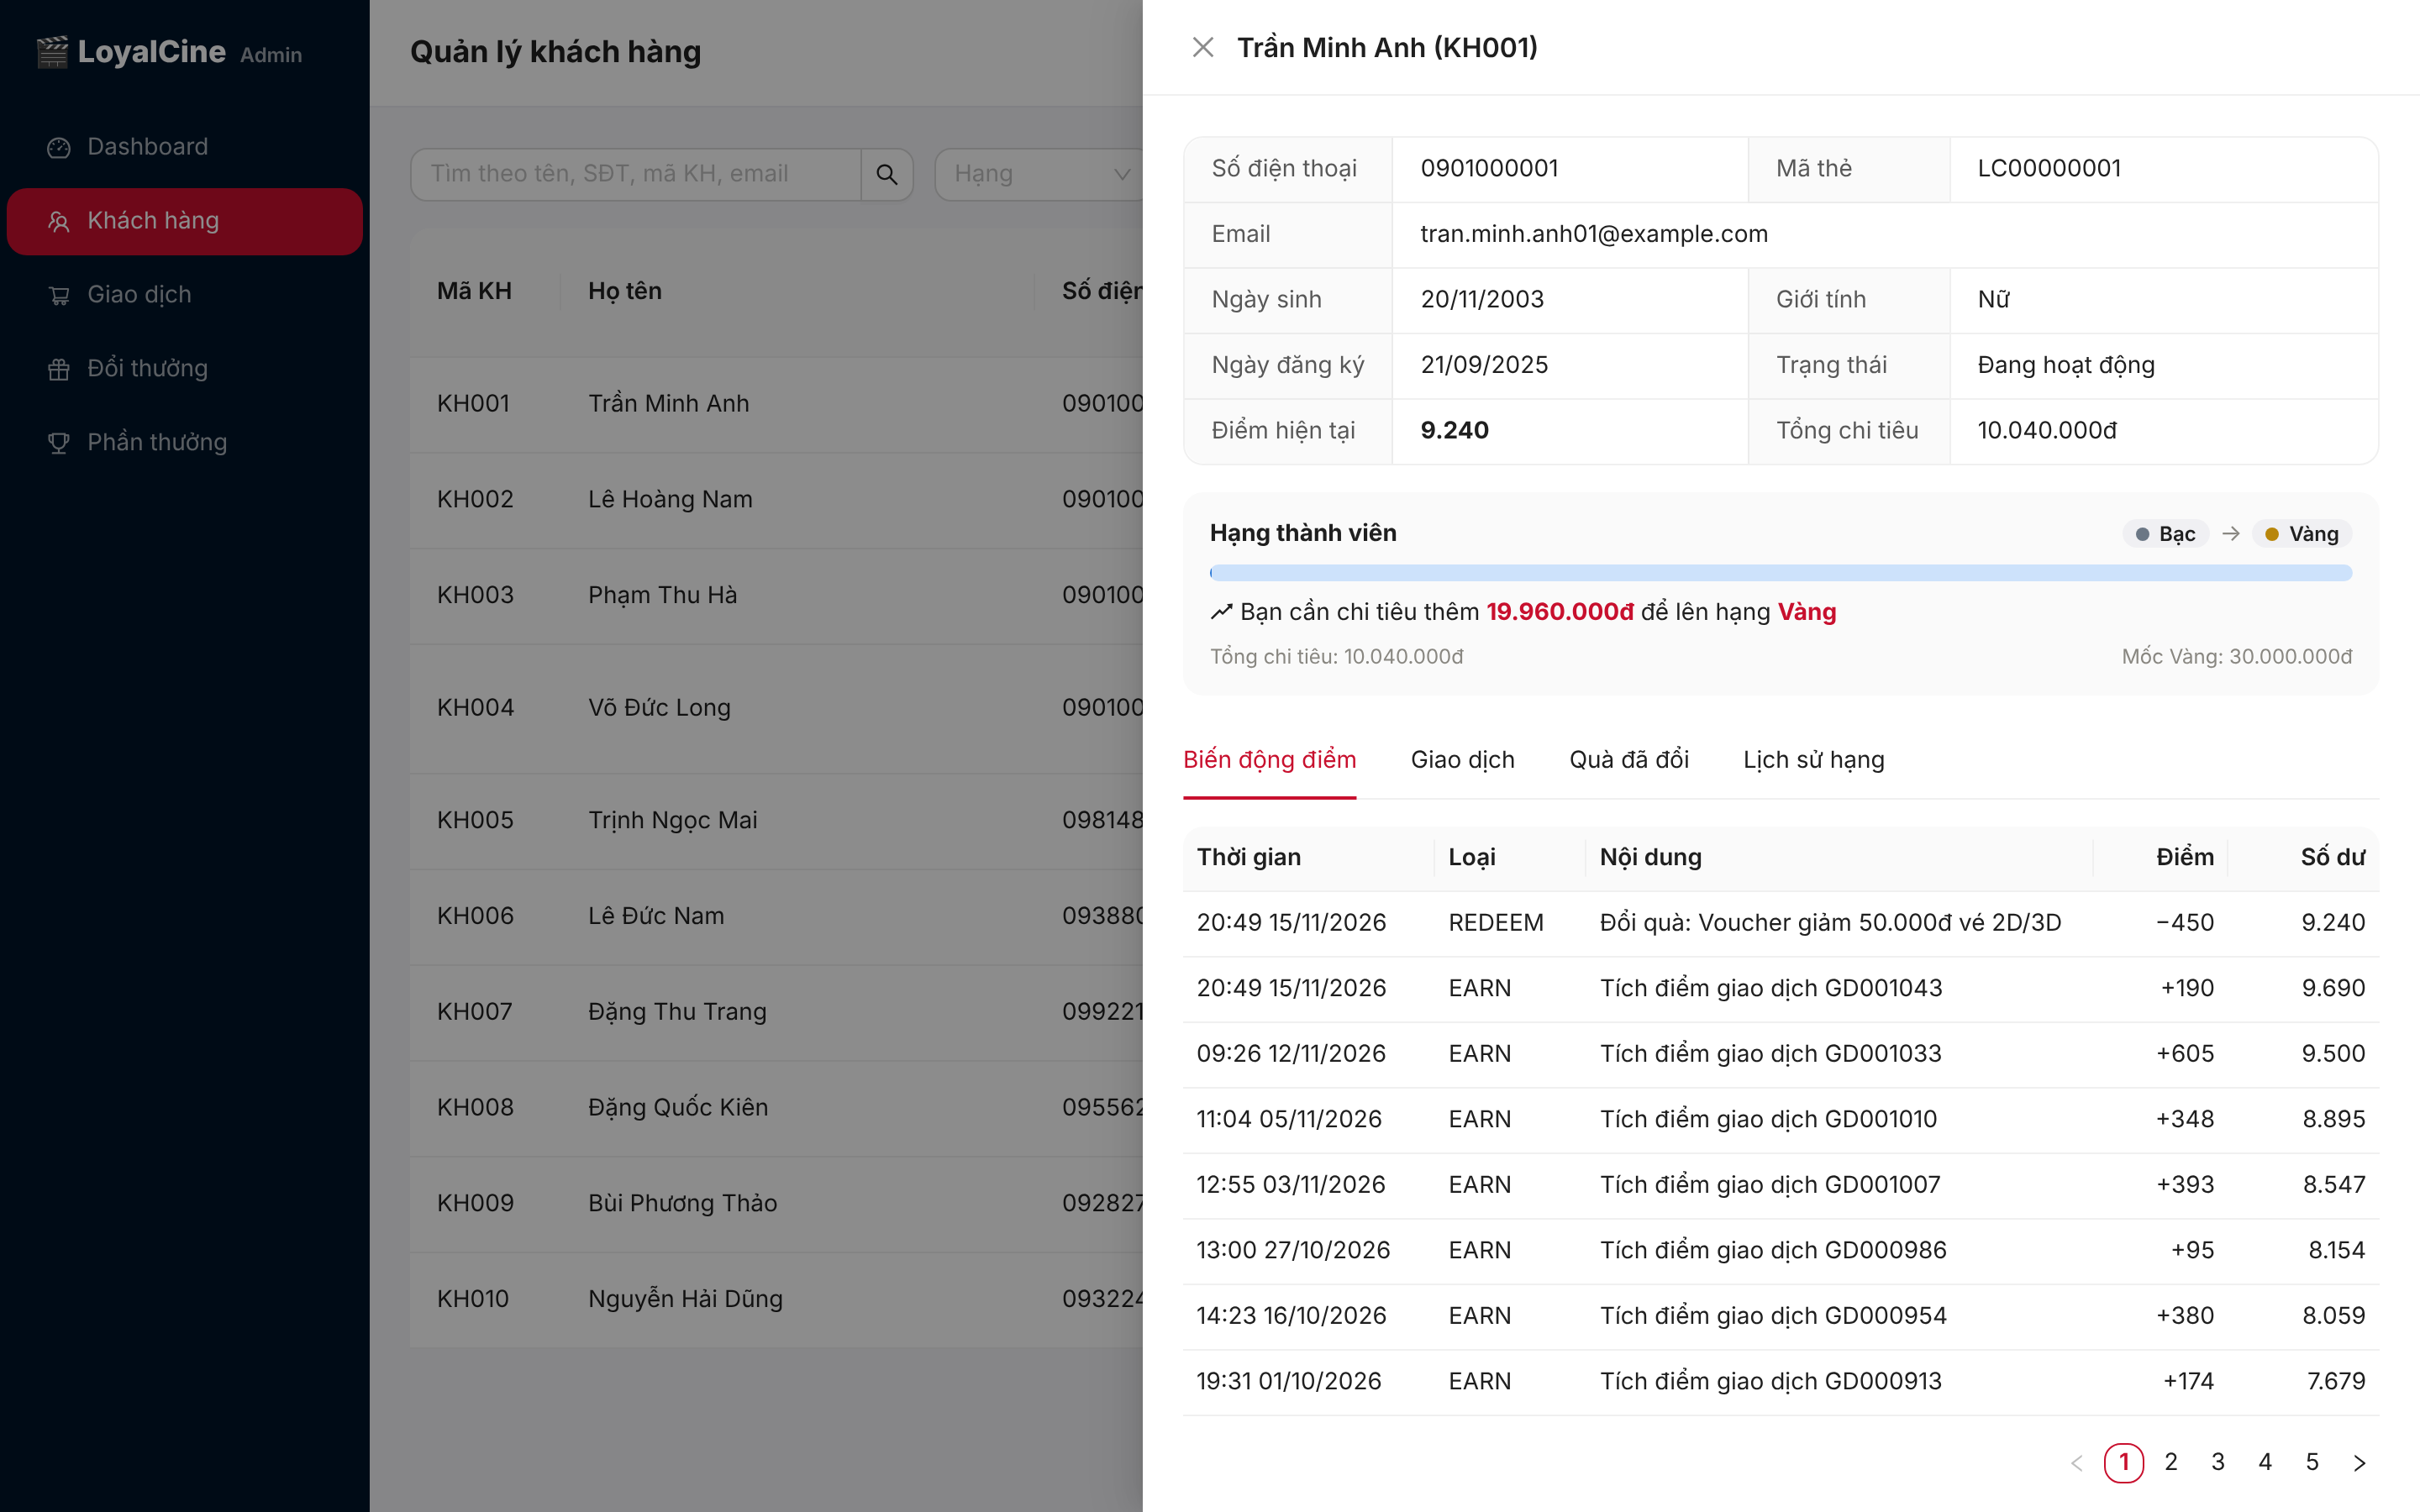 LoyalCine Admin
Dashboard
Khách hàng
Giao dịch
Đổi thưởng
Phần thưởng
Quản lý khách hàng
Tìm theo tên, SĐT, mã KH, email
Hạng
Mã KH Họ tên Số điện
KH001 Trần Minh Anh 090100
KH002 Lê Hoàng Nam 090100
KH003 Phạm Thu Hà 090100
KH004 Võ Đức Long 090100
KH005 Trịnh Ngọc Mai 098148
KH006 Lê Đức Nam 093880
KH007 Đặng Thu Trang 099221
KH008 Đặng Quốc Kiên 095562
KH009 Bùi Phương Thảo 092827
KH010 Nguyễn Hải Dũng 093224
Trần Minh Anh (KH001)
Số điện thoại 0901000001 Mã thẻ LC00000001
Email tran.minh.anh01@example.com
Ngày sinh 20/11/2003 Giới tính Nữ
Ngày đăng ký 21/09/2025 Trạng thái Đang hoạt động
Điểm hiện tại 9.240 Tổng chi tiêu 10.040.000đ
Hạng thành viên Bạc → Vàng
Bạn cần chi tiêu thêm 19.960.000đ để lên hạng Vàng
Tổng chi tiêu: 10.040.000đ Mốc Vàng: 30.000.000đ
Biến động điểm Giao dịch Quà đã đổi Lịch sử hạng
Thời gian Loại Nội dung Điểm Số dư
20:49 15/11/2026 REDEEM Đổi quà: Voucher giảm 50.000đ vé 2D/3D −450 9.240
20:49 15/11/2026 EARN Tích điểm giao dịch GD001043 +190 9.690
09:26 12/11/2026 EARN Tích điểm giao dịch GD001033 +605 9.500
11:04 05/11/2026 EARN Tích điểm giao dịch GD001010 +348 8.895
12:55 03/11/2026 EARN Tích điểm giao dịch GD001007 +393 8.547
13:00 27/10/2026 EARN Tích điểm giao dịch GD000986 +95 8.154
14:23 16/10/2026 EARN Tích điểm giao dịch GD000954 +380 8.059
19:31 01/10/2026 EARN Tích điểm giao dịch GD000913 +174 7.679
1 2 3 4 5